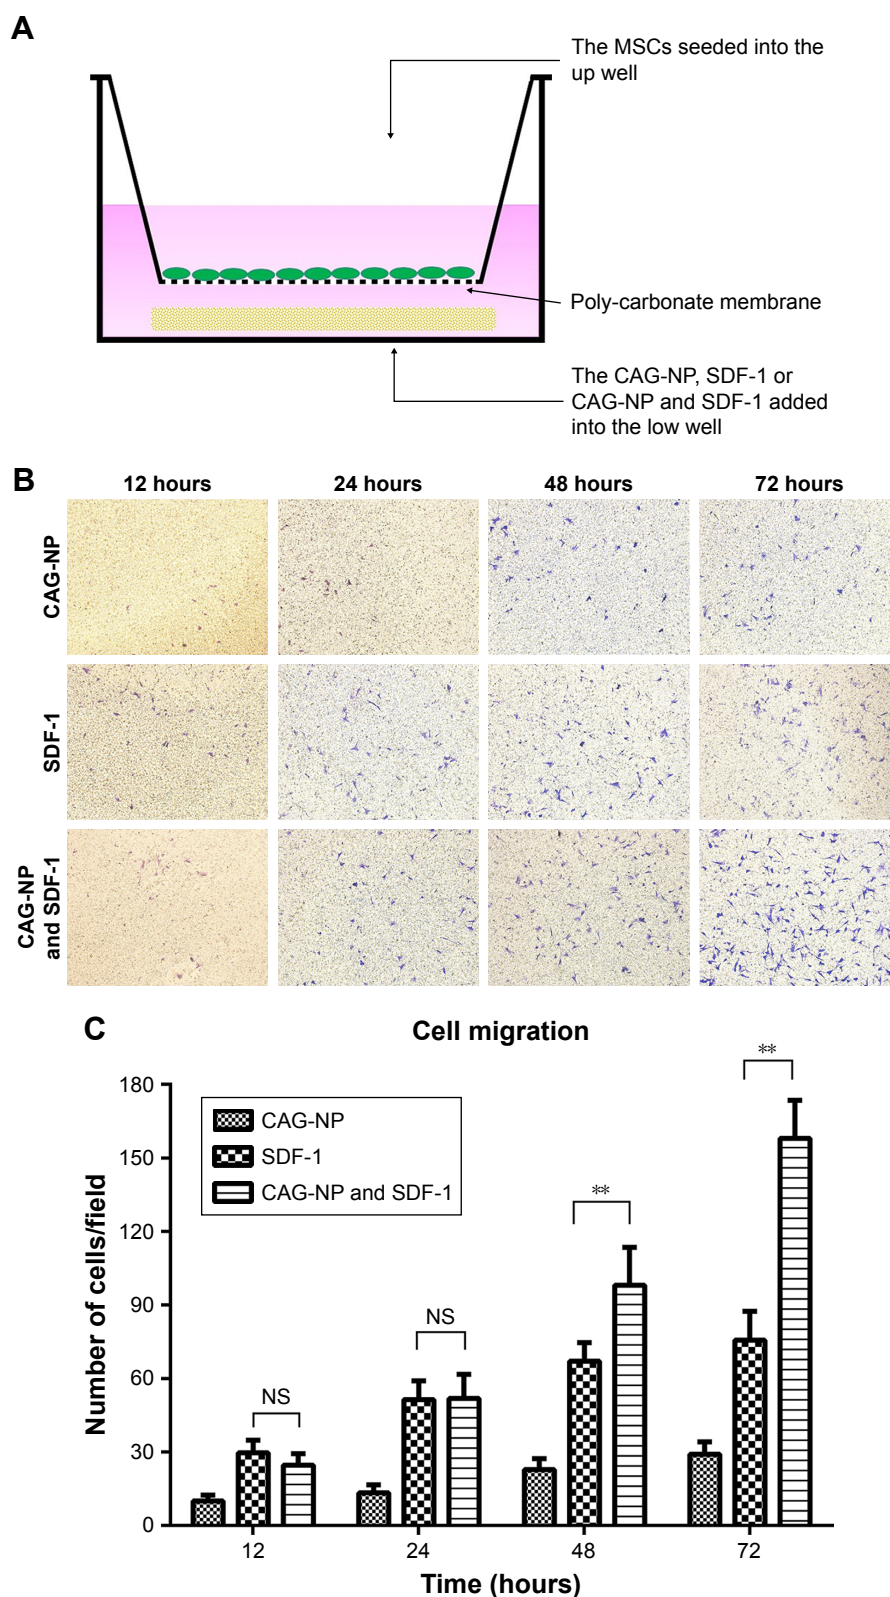 A
The MSCs seeded into the
up well
Poly-carbonate membrane
The CAG-NP, SDF-1 or
CAG-NP and SDF-1 added
into the low well
B
12 hours
24 hours
48 hours
72 hours
CAG-NP
SDF-1
CAG-NP
and SDF-1
C
Cell migration
**
180
CAG-NP
150
SDF-1
CAG-NP and SDF-1
**
120
90
NS
60
NS
30
0
Number of cells/field
12
24
48
72
Time (hours)